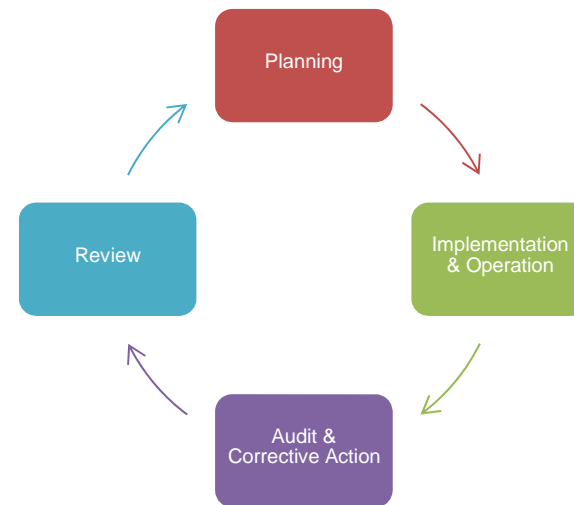 Planning
Implementation
& Operation
Review
Audit &
Corrective Action